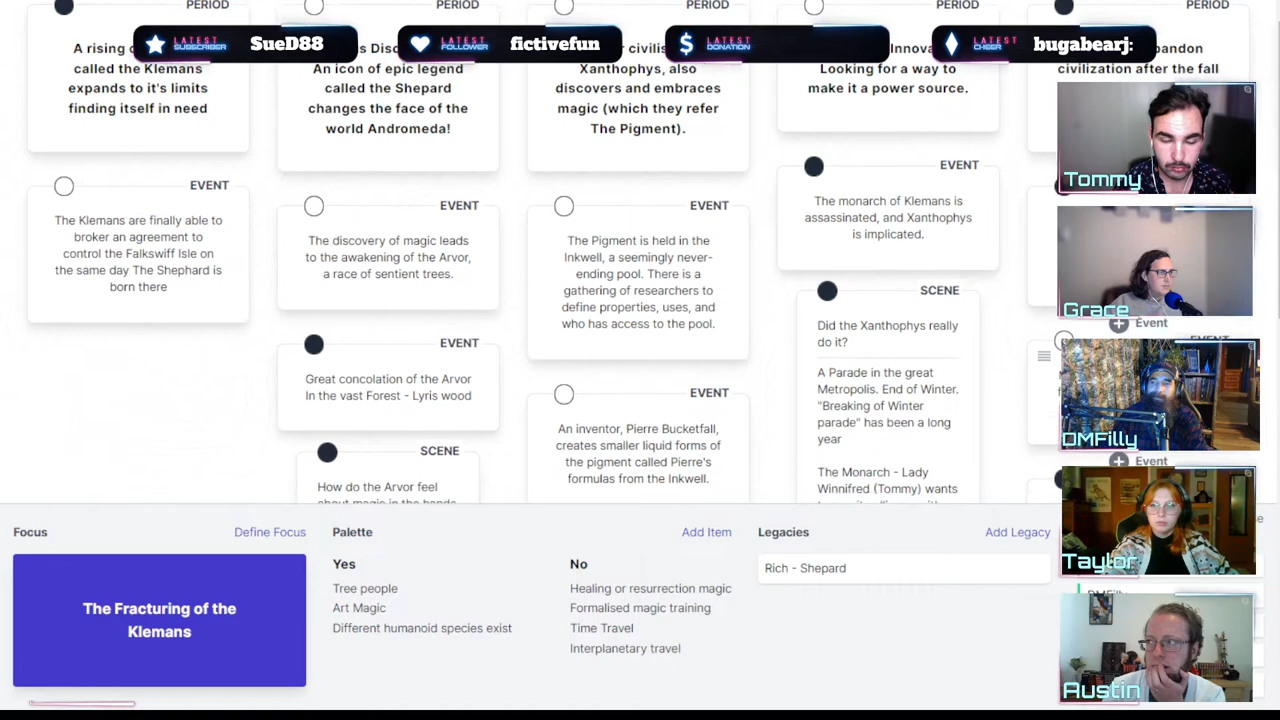 PERIOD
PERIOD
PERIOD
PERIOD
PERIOD
LATEST
SUBSCRIBER
SueD88
LATEST
FOLLOWER
fictivefun
LATEST
DONATION
LATEST
CHEER
bugabearj:
A rising
called the Klemans
expands to it's limits
finding itself in need
An icon of epic legend
called the Shepard
changes the face of the
world Andromeda!
Xanthophys, also
discovers and embraces
magic (which they refer
The Pigment).
Looking for a way to
make it a power source.
civilization after the fall
EVENT
The Klemans are finally able to
broker an agreement to
control the Falkswiff Isle on
the same day The Shephard is
born there
EVENT
The discovery of magic leads
to the awakening of the Arvor,
a race of sentient trees.
EVENT
Great concolation of the Arvor
In the vast Forest - Lyris wood
SCENE
How do the Arvor feel
about magic in the hands
EVENT
The Pigment is held in the
Inkwell, a seemingly never-
ending pool. There is a
gathering of researchers to
define properties, uses, and
who has access to the pool.
EVENT
An inventor, Pierre Bucketfall,
creates smaller liquid forms of
the pigment called Pierre's
formulas from the Inkwell.
EVENT
The monarch of Klemans is
assassinated, and Xanthophys
is implicated.
SCENE
Did the Xanthophys really
do it?
A Parade in the great
Metropolis. End of Winter.
"Breaking of Winter
parade" has been a long
year
The Monarch - Lady
Winnifred (Tommy) wants
Event
EVENT
Event
Tommy
Grace
DMFilly
Taylor
Austin
Focus
Define Focus
The Fracturing of the
Klemans
Palette
Add Item
Yes
Tree people
Art Magic
Different humanoid species exist
No
Healing or resurrection magic
Formalised magic training
Time Travel
Interplanetary travel
Legacies
Add Legacy
Rich - Shepard